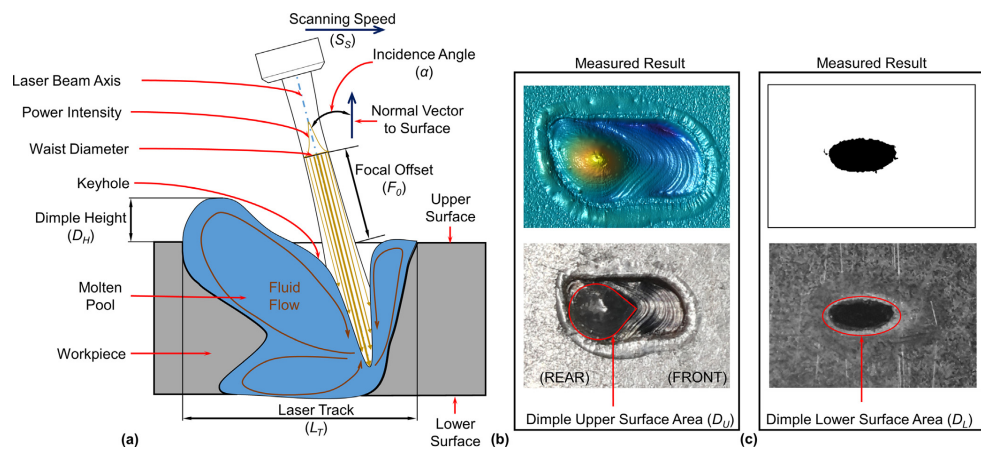 Scanning Speed
(S_S)
Incidence Angle
(α)
Laser Beam Axis
Power Intensity
Normal Vector
to Surface
Waist Diameter
Focal Offset
(F_0)
Keyhole
Dimple Height
(D_H)
Upper
Surface
Molten
Pool
Fluid
Flow
Workpiece
Laser Track
(L_T)
Lower
Surface
(a)
Measured Result
(REAR)
(FRONT)
Dimple Upper Surface Area (D_U)
(b)
Measured Result
Dimple Lower Surface Area (D_L)
(c)